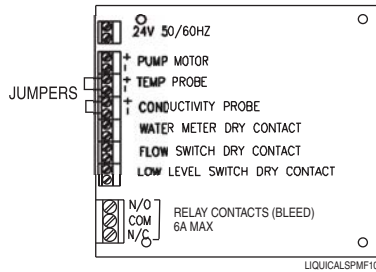 24V 50/60HZ
+ - PUMP MOTOR
+ - TEMP PROBE
JUMPERS
+ - CONDUCTIVITY PROBE
WATER METER DRY CONTACT
FLOW SWITCH DRY CONTACT
LOW LEVEL SWITCH DRY CONTACT
N/O
COM
N/C
RELAY CONTACTS (BLEED)
6A MAX
LIQUICALSPMF10